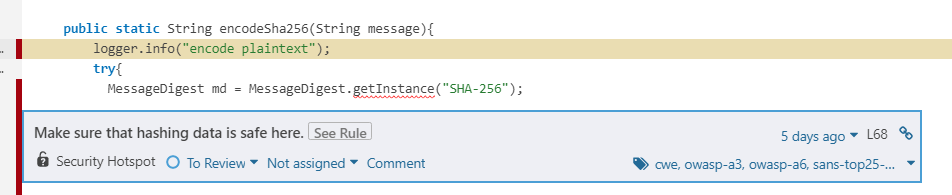 public static String encodeSha256(String message){
logger.info("encode plaintext");
try{
MessageDigest md = MessageDigest.getInstance("SHA-256");
Make sure that hashing data is safe here. See Rule 5 days ago L68
Security Hotspot To Review Not assigned Comment cwe, owasp-a3, owasp-a6, sans-top25-...